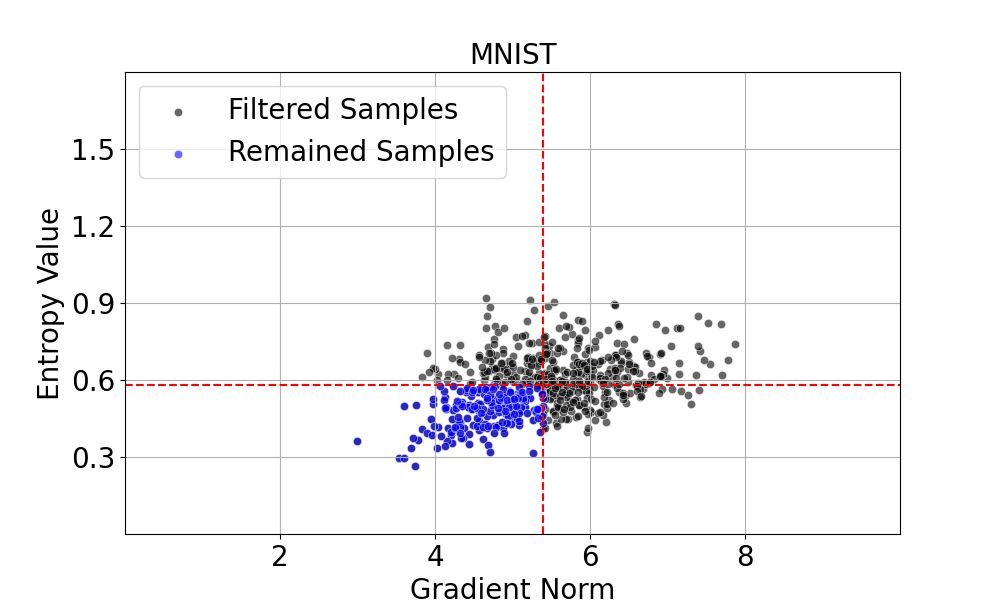 MNIST
Filtered Samples
Remained Samples
Entropy Value
1.5
1.2
0.9
0.6
0.3
2 4 6 8
Gradient Norm